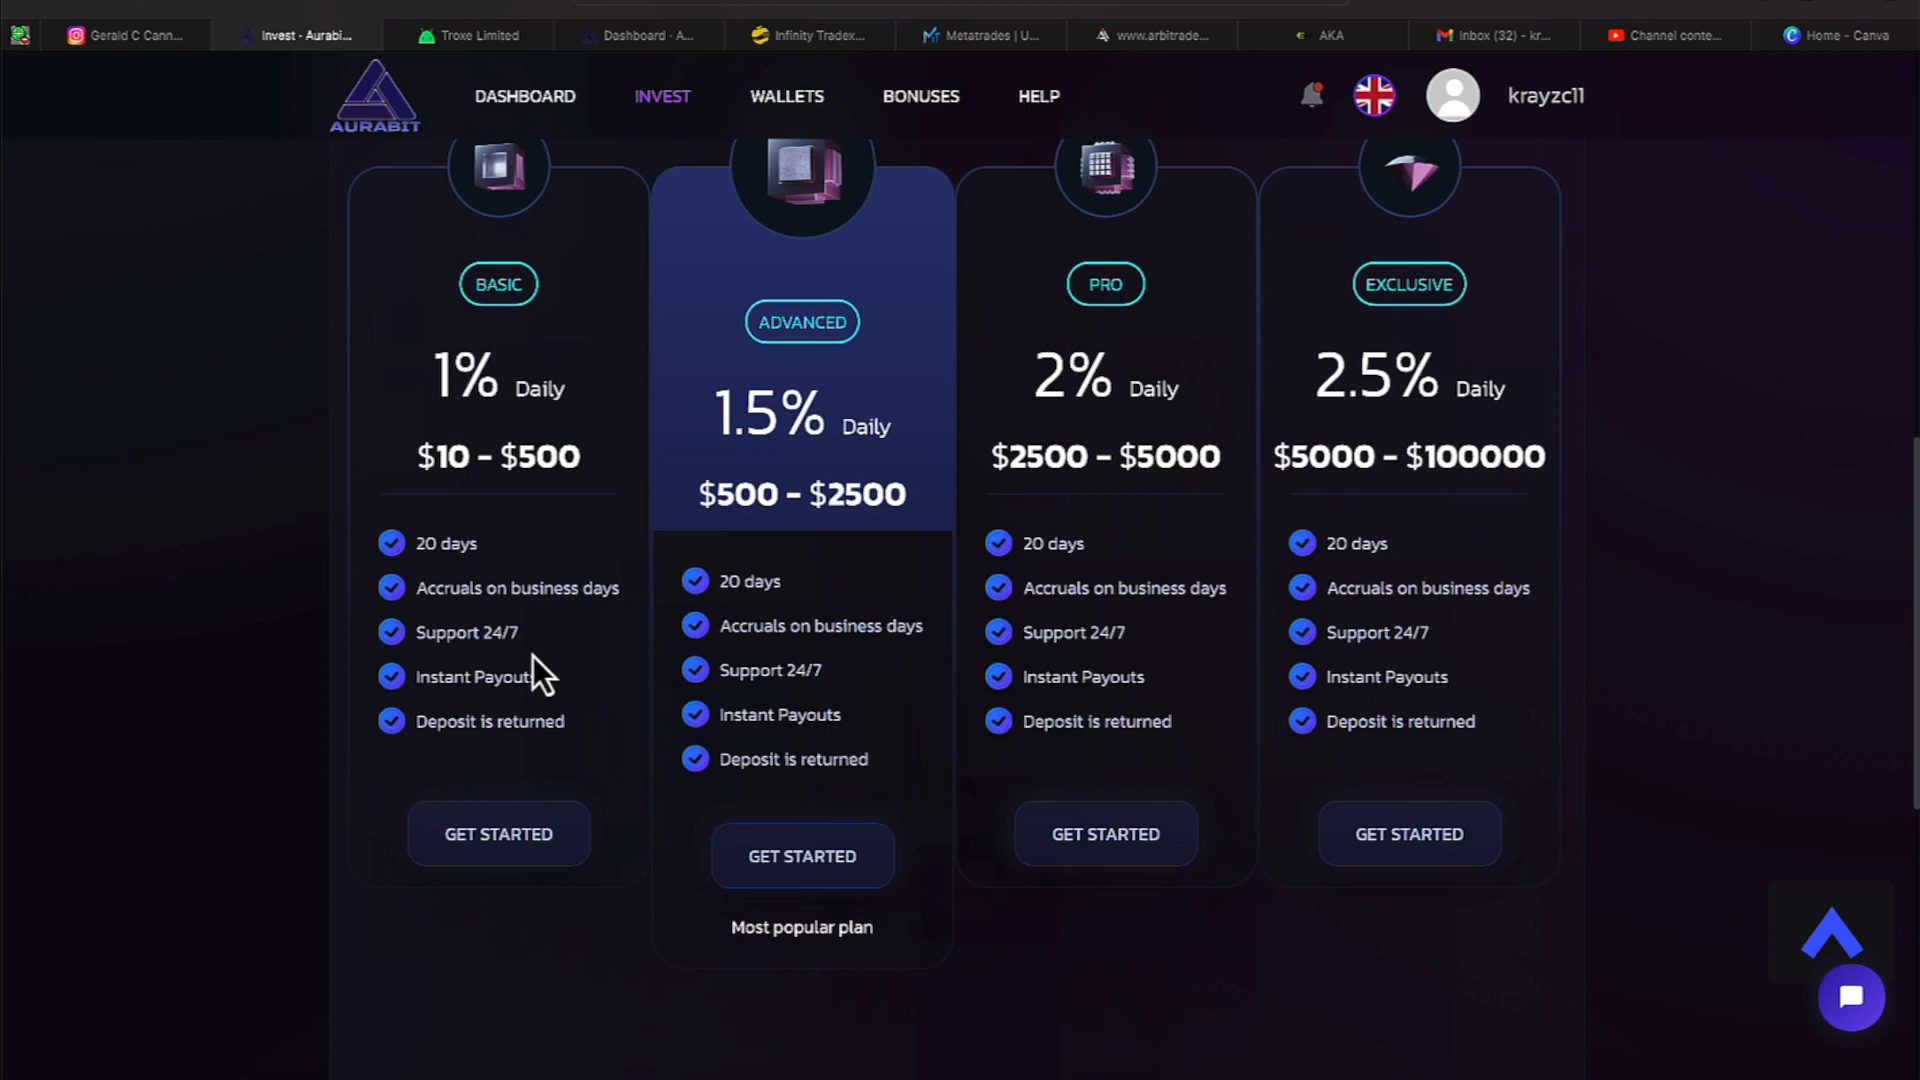 Gerald C Cann...
Invest - Aurabi...
Troxe Limited
Dashboard - A...
Infinity Tradex...
Metatrades | U...
www.arbitrade...
AKA
Inbox (32) - kr...
Channel conte...
Home - Canva
AURABIT
DASHBOARD
INVEST
WALLETS
BONUSES
HELP
krayzc11
BASIC
1% Daily
$10 - $500
20 days
Accruals on business days
Support 24/7
Instant Payouts
Deposit is returned
GET STARTED
ADVANCED
1.5% Daily
$500 - $2500
20 days
Accruals on business days
Support 24/7
Instant Payouts
Deposit is returned
GET STARTED
Most popular plan
PRO
2% Daily
$2500 - $5000
20 days
Accruals on business days
Support 24/7
Instant Payouts
Deposit is returned
GET STARTED
EXCLUSIVE
2.5% Daily
$5000 - $100000
20 days
Accruals on business days
Support 24/7
Instant Payouts
Deposit is returned
GET STARTED